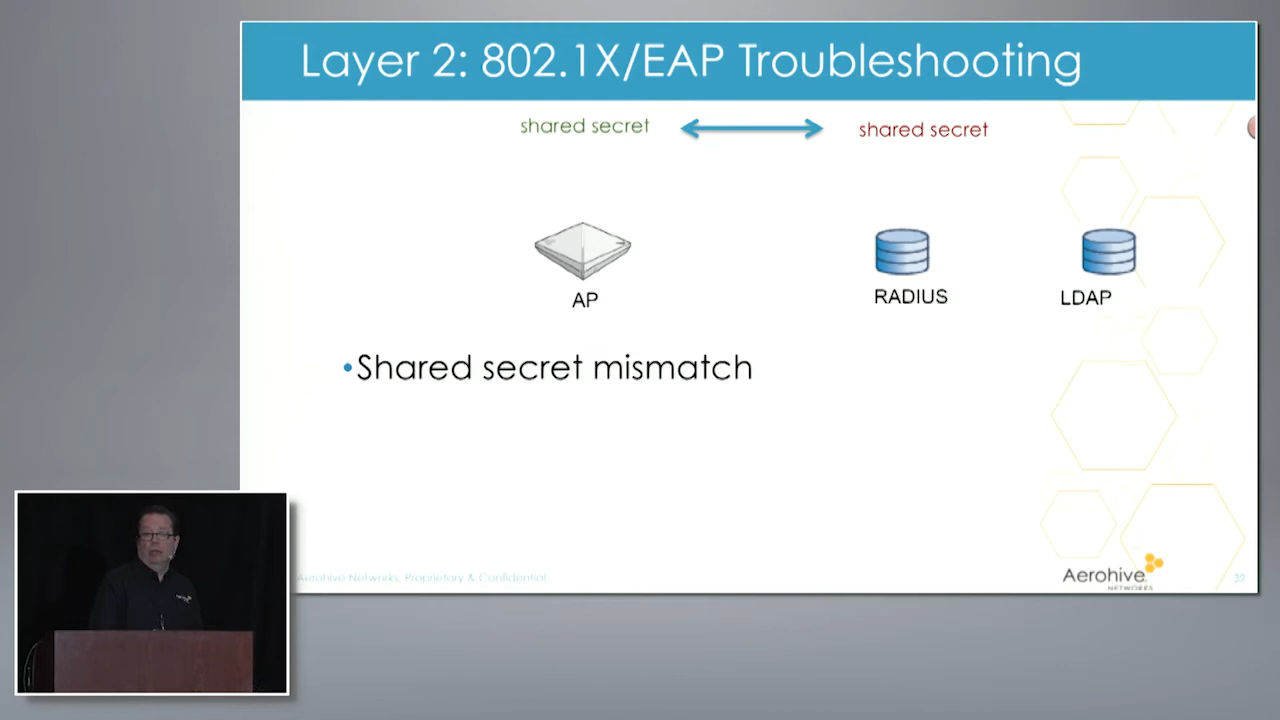 Layer 2: 802.1X/EAP Troubleshooting
shared secret
shared secret
AP
RADIUS
LDAP
•Shared secret mismatch
Aerohive Networks, Proprietary & Confidential
Aerohive
NETWORKS
39